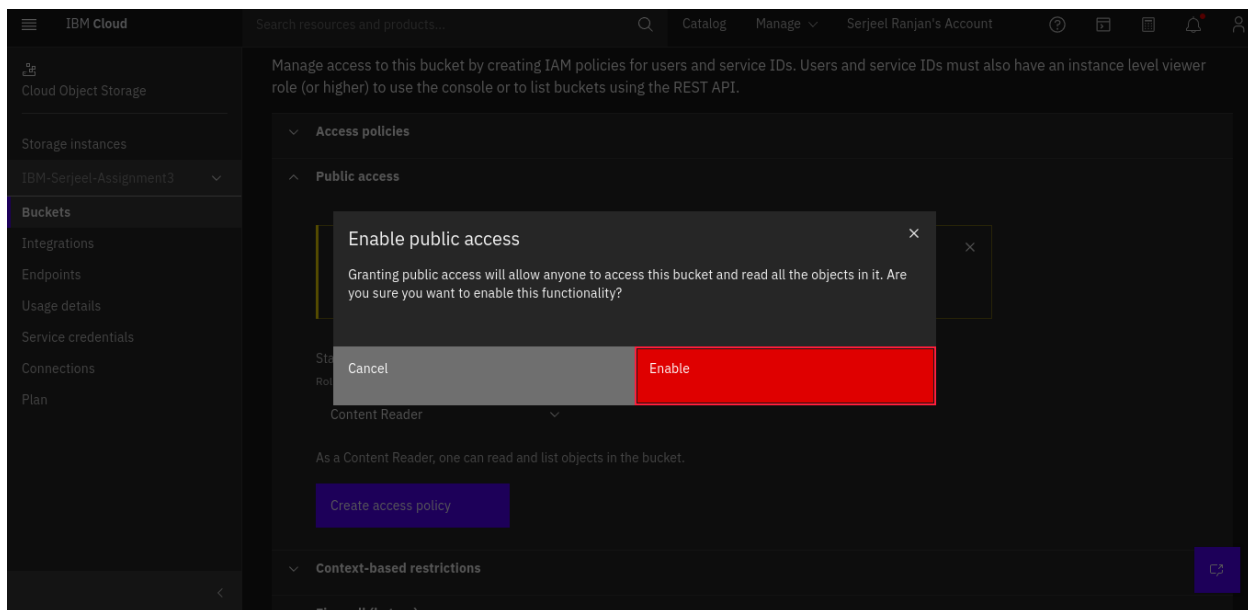 IBM Cloud
Search resources and products...
Catalog
Manage
Serjeel Ranjan's Account
Cloud Object Storage
Storage instances
IBM-Serjeel-Assignment3
Buckets
Integrations
Endpoints
Usage details
Service credentials
Connections
Plan
Manage access to this bucket by creating IAM policies for users and service IDs. Users and service IDs must also have an instance level viewer
role (or higher) to use the console or to list buckets using the REST API.
Access policies
Public access
Enable public access
Granting public access will allow anyone to access this bucket and read all the objects in it. Are
you sure you want to enable this functionality?
Cancel
Enable
Content Reader
As a Content Reader, one can read and list objects in the bucket.
Create access policy
Context-based restrictions